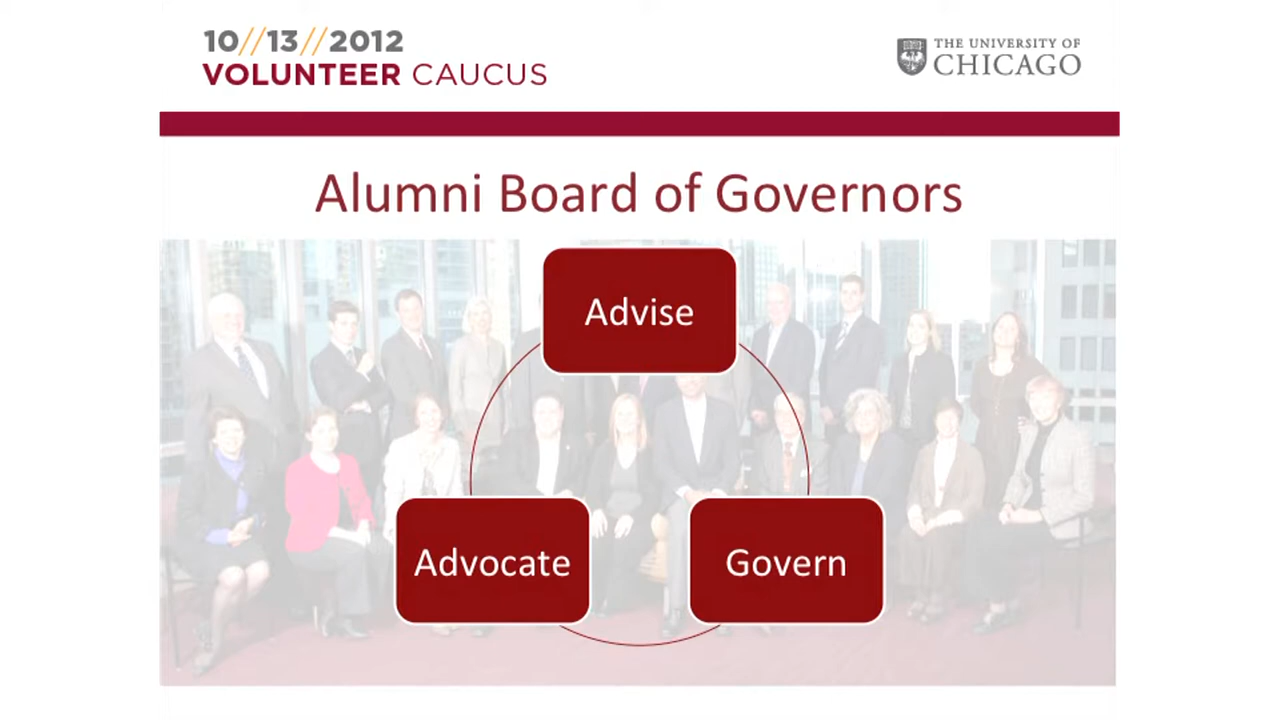 10//13//2012
VOLUNTEER CAUCUS
THE UNIVERSITY OF
CHICAGO
Alumni Board of Governors
Advise
Advocate
Govern